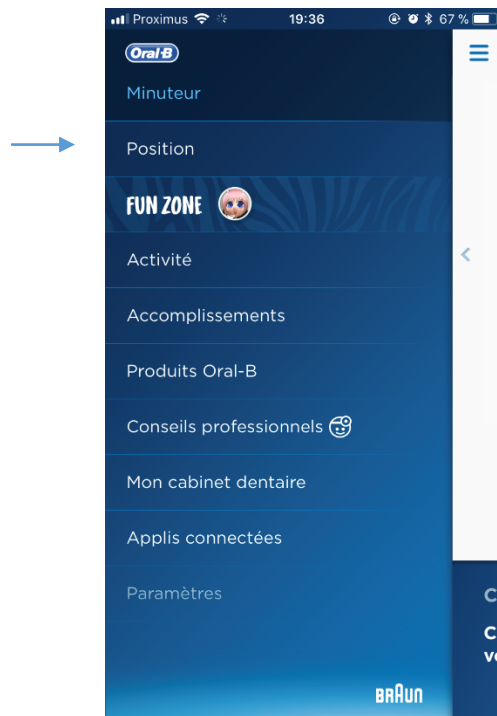 Proximus 19:36 67 %
Oral-B
Minuteur
Position
FUN ZONE
Activité
Accomplissements
Produits Oral-B
Conseils professionnels
Mon cabinet dentaire
Applis connectées
Paramètres
BRAUN